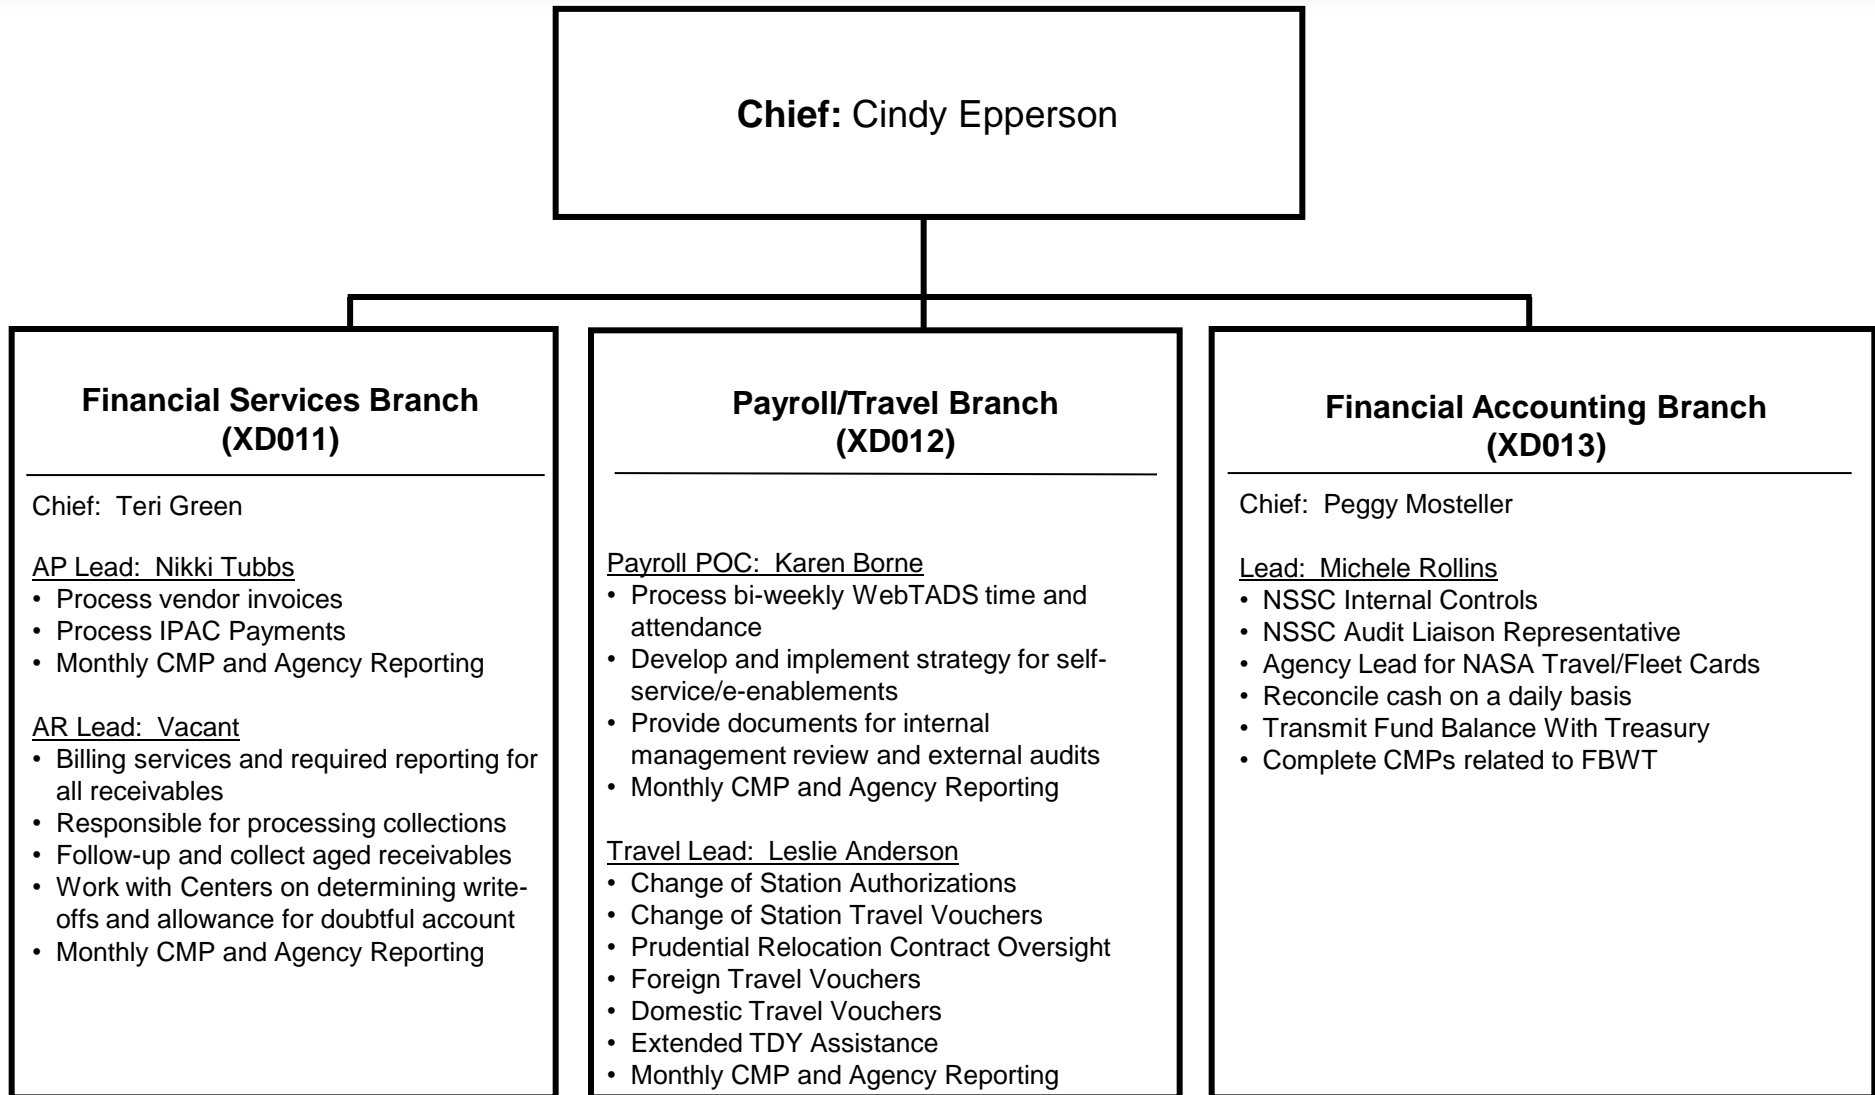 Chief: Cindy Epperson
Financial Services Branch
(XD011)
Chief:  Teri Green
AP Lead:  Nikki Tubbs
• Process vendor invoices
• Process IPAC Payments
• Monthly CMP and Agency Reporting
AR Lead:  Vacant
• Billing services and required reporting for
all receivables
• Responsible for processing collections
• Follow-up and collect aged receivables
• Work with Centers on determining write-
offs and allowance for doubtful account
• Monthly CMP and Agency Reporting
Payroll/Travel Branch
(XD012)
Payroll POC:  Karen Borne
• Process bi-weekly WebTADS time and
attendance
• Develop and implement strategy for self-
service/e-enablements
• Provide documents for internal
management review and external audits
• Monthly CMP and Agency Reporting
Travel Lead:  Leslie Anderson
• Change of Station Authorizations
• Change of Station Travel Vouchers
• Prudential Relocation Contract Oversight
• Foreign Travel Vouchers
• Domestic Travel Vouchers
• Extended TDY Assistance
• Monthly CMP and Agency Reporting
Financial Accounting Branch
(XD013)
Chief:  Peggy Mosteller
Lead:  Michele Rollins
• NSSC Internal Controls
• NSSC Audit Liaison Representative
• Agency Lead for NASA Travel/Fleet Cards
• Reconcile cash on a daily basis
• Transmit Fund Balance With Treasury
• Complete CMPs related to FBWT